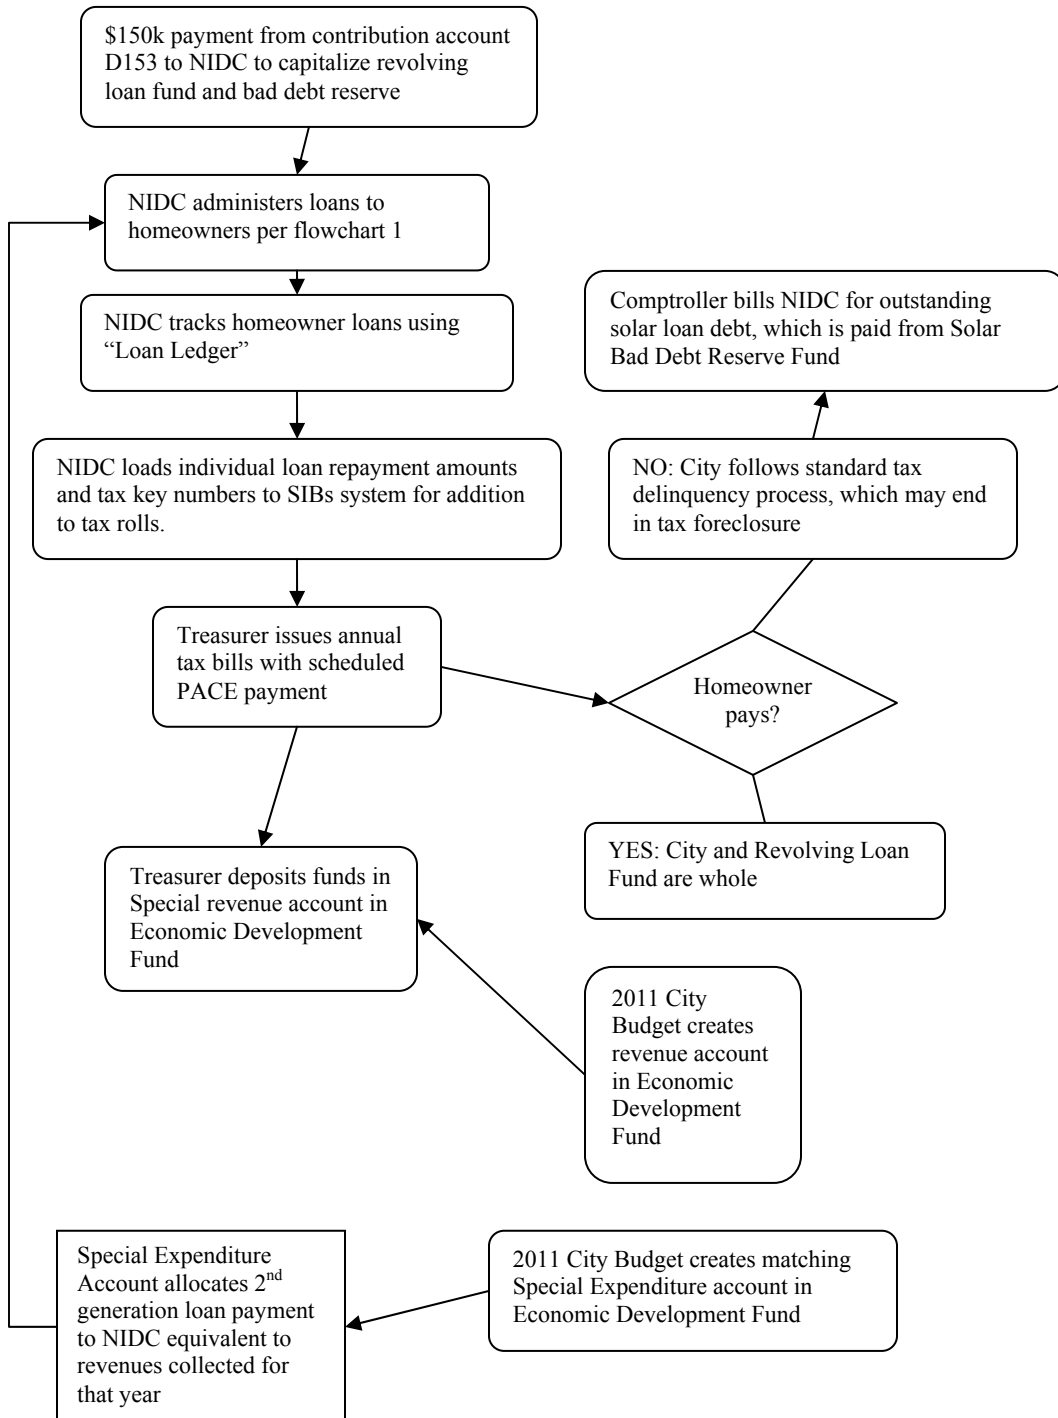 $150k payment from contribution account
D153 to NIDC to capitalize revolving
loan fund and bad debt reserve
NIDC administers loans to
homeowners per flowchart 1
NIDC tracks homeowner loans using
“Loan Ledger”
Comptroller bills NIDC for outstanding
solar loan debt, which is paid from Solar
Bad Debt Reserve Fund
NIDC loads individual loan repayment amounts
and tax key numbers to SIBs system for addition
to tax rolls.
NO: City follows standard tax
delinquency process, which may end
in tax foreclosure
Treasurer issues annual
tax bills with scheduled
PACE payment
Homeowner
pays?
YES: City and Revolving Loan
Fund are whole
Treasurer deposits funds in
Special revenue account in
Economic Development
Fund
2011 City
Budget creates
revenue account
in Economic
Development
Fund
Special Expenditure
Account allocates 2nd
generation loan payment
to NIDC equivalent to
revenues collected for
that year
2011 City Budget creates matching
Special Expenditure account in
Economic Development Fund